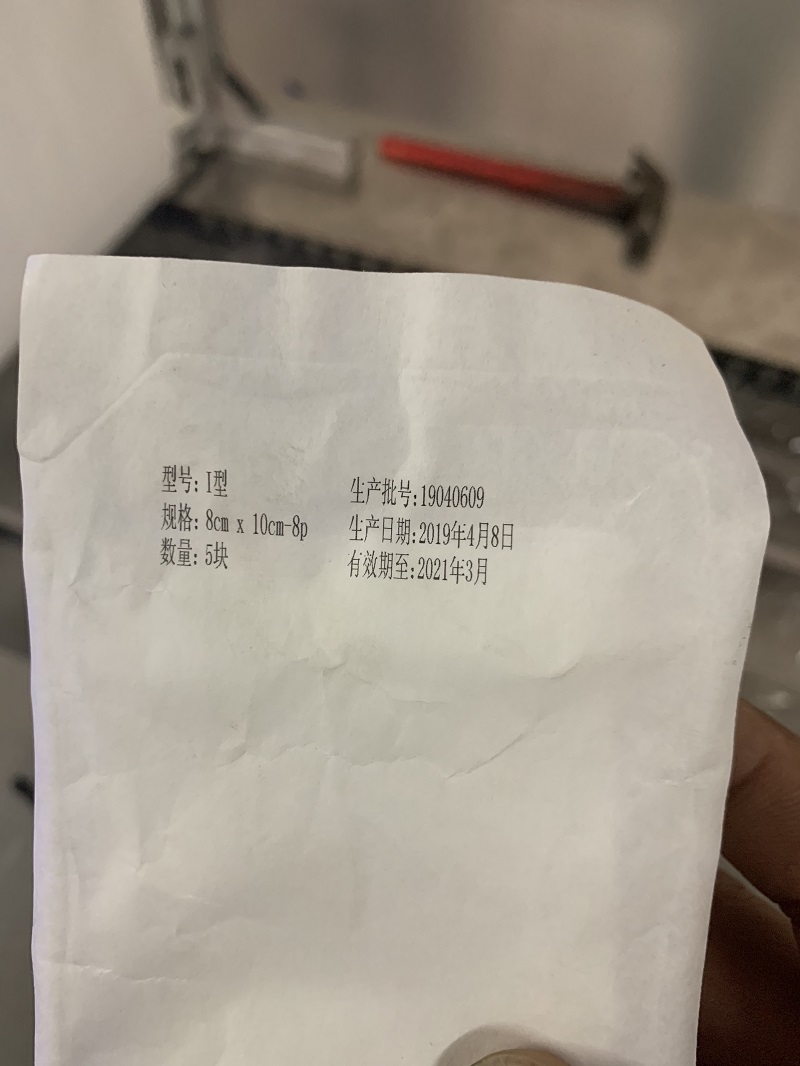 型号: I型
规格: 8cm x 10cm-8p
数量: 5块
生产批号:19040609
生产日期:2019年4月8日
有效期至:2021年3月